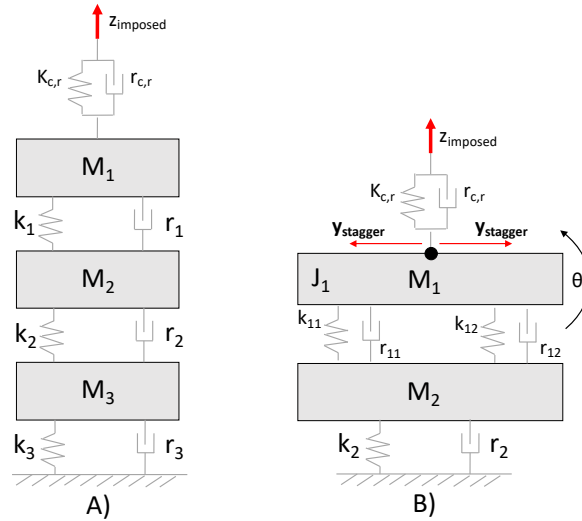 z_imposed
K_c,r r_c,r
M_1
k_1 r_1
M_2
k_2 r_2
M_3
k_3 r_3
A)
z_imposed
K_c,r r_c,r
y_stagger y_stagger
J_1 M_1 θ
k_11 r_11 k_12 r_12
M_2
k_2 r_2
B)